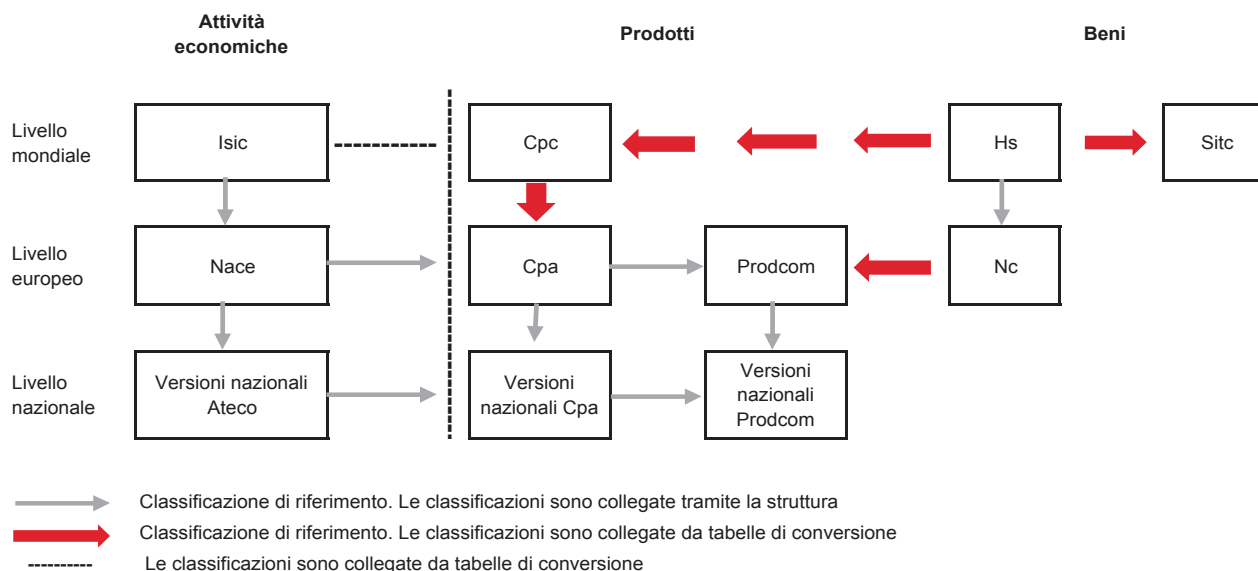 Attività
economiche
Prodotti
Beni
Livello
mondiale
Isic
Cpc
Hs
Sitc
Livello
europeo
Nace
Cpa
Prodcom
Nc
Livello
nazionale
Versioni nazionali
Ateco
Versioni
nazionali Cpa
Versioni
nazionali
Prodcom
Classificazione di riferimento. Le classificazioni sono collegate tramite la struttura
Classificazione di riferimento. Le classificazioni sono collegate da tabelle di conversione
Le classificazioni sono collegate da tabelle di conversione